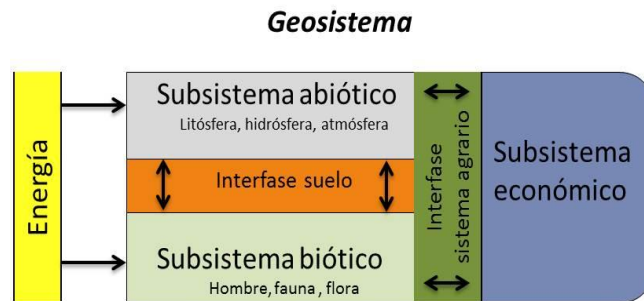 Geosistema
Energía
Subsistema abiótico
Litósfera, hidrósfera, atmósfera
Interfase suelo
Subsistema biótico
Hombre, fauna , flora
Interfase
sistema agrario
Subsistema
económico